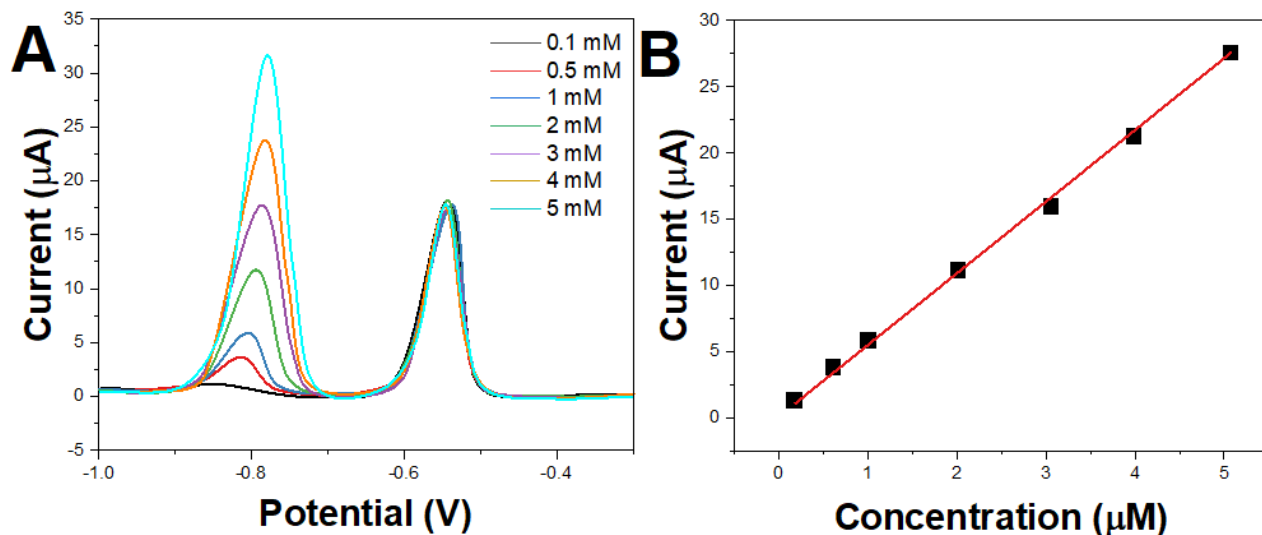 A
35
30
25
20
15
10
5
0
-5
-1.0 -0.8 -0.6 -0.4
Current (μA)
Potential (V)
0.1 mM
0.5 mM
1 mM
2 mM
3 mM
4 mM
5 mM
B
30
25
20
15
10
5
0
0 1 2 3 4 5
Current (μA)
Concentration (μM)